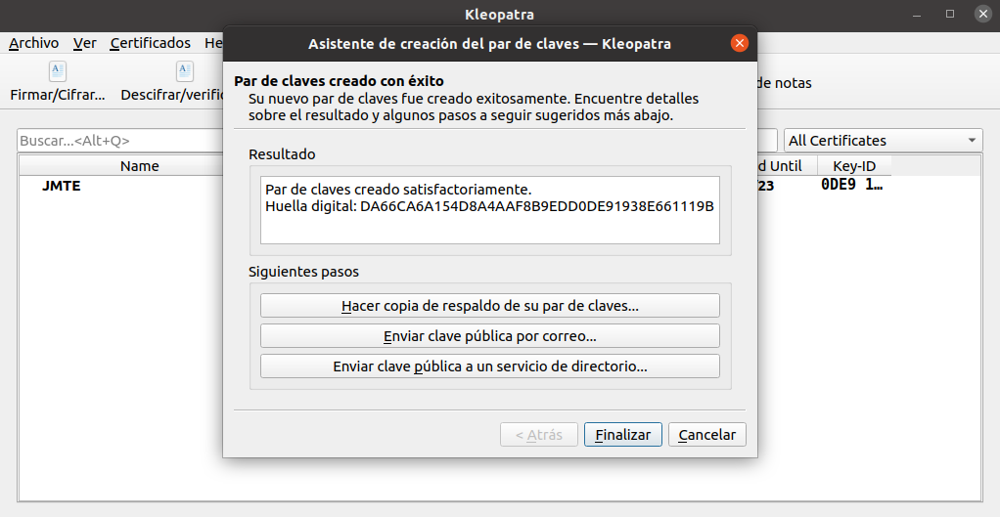 Kleopatra
Archivo Ver Certificados He
Asistente de creación del par de claves — Kleopatra
Firmar/Cifrar... Descifrar/verific de notas
Par de claves creado con éxito
Su nuevo par de claves fue creado exitosamente. Encuentre detalles
sobre el resultado y algunos pasos a seguir sugeridos más abajo.
Buscar...<Alt+Q>
All Certificates
Name d Until Key-ID
JMTE 23 0DE9 1...
Resultado
Par de claves creado satisfactoriamente.
Huella digital: DA66CA6A154D8A4AAF8B9EDD0DE91938E661119B
Siguientes pasos
Hacer copia de respaldo de su par de claves...
Enviar clave pública por correo...
Enviar clave pública a un servicio de directorio...
< Atrás Finalizar Cancelar